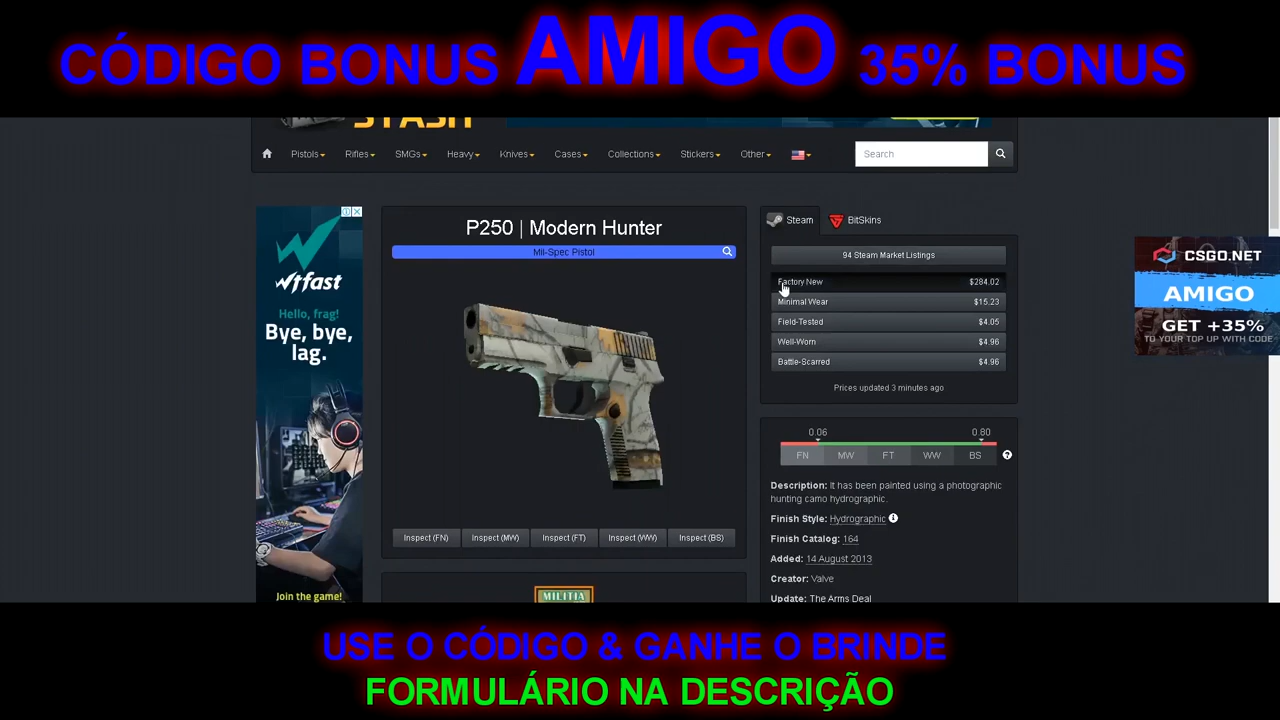 CÓDIGO BONUS AMIGO 35% BONUS
STASH
Pistols Rifles SMGs Heavy Knives Cases Collections Stickers Other Search
wtfast
Hello, frag!
Bye, bye,
lag.
Join the game!
P250 | Modern Hunter
Mil-Spec Pistol
Inspect (FN) Inspect (MW) Inspect (FT) Inspect (WW) Inspect (BS)
MILITIA
Steam BitSkins
94 Steam Market Listings
Factory New $284.02
Minimal Wear $15.23
Field-Tested $4.05
Well-Worn $4.96
Battle-Scarred $4.96
Prices updated 3 minutes ago
0.06 0.80
FN MW FT WW BS
Description: It has been painted using a photographic
hunting camo hydrographic.
Finish Style: Hydrographic
Finish Catalog: 164
Added: 14 August 2013
Creator: Valve
Update: The Arms Deal
CSGO.NET
AMIGO
GET +35%
TO YOUR TOP UP WITH CODE
USE O CÓDIGO & GANHE O BRINDE
FORMULÁRIO NA DESCRIÇÃO